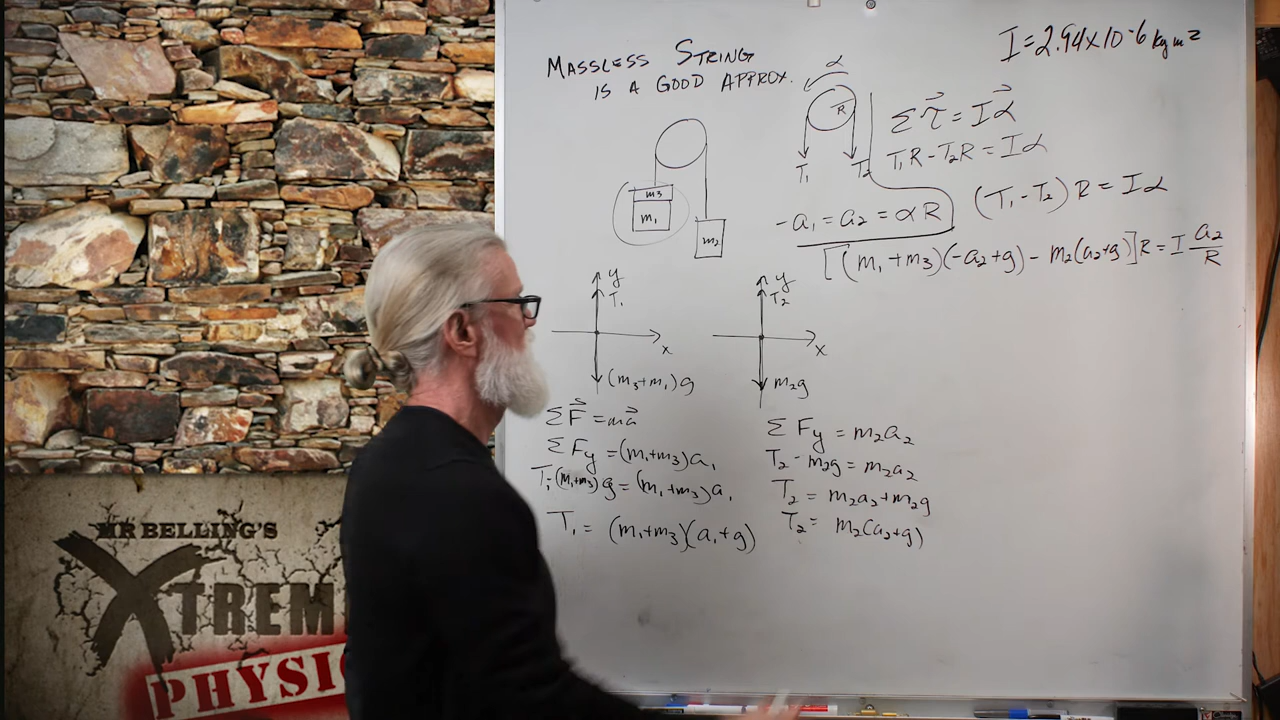 MASSLESS STRING
IS A GOOD APPROX.
I = 2.94 x 10^-6 kg m²
α
R
T₁
T₂
Στ⃗ = Iα⃗
T₁R - T₂R = Iα
(T₁ - T₂)R = Iα
-a₁ = a₂ = αR
[(m₁+m₃)(-a₂+g) - m₂(a₂+g)]R = I a₂/R
m₃
m₁
m₂
y
T₁
x
(m₃+m₁)g
ΣF⃗ = ma⃗
ΣFy = (m₁+m₃)a₁
T₁-(m₁+m₃)g = (m₁+m₃)a₁
T₁ = (m₁+m₃)(a₁+g)
y
T₂
x
m₂g
ΣFy = m₂a₂
T₂ - m₂g = m₂a₂
T₂ = m₂a₂+m₂g
T₂ = m₂(a₂+g)
MR BELLING'S
XTREM
PHYSIC